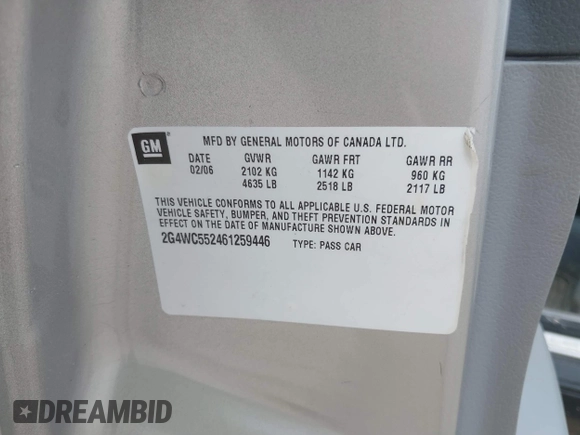 GM
MFD BY GENERAL MOTORS OF CANADA LTD.
DATE GVWR GAWR FRT GAWR RR
02/06 2102 KG 1142 KG 960 KG
4635 LB 2518 LB 2117 LB
THIS VEHICLE CONFORMS TO ALL APPLICABLE U.S. FEDERAL MOTOR
VEHICLE SAFETY, BUMPER, AND THEFT PREVENTION STANDARDS IN
EFFECT ON THE DATE OF MANUFACTURE SHOWN ABOVE.
2G4WC552461259446 TYPE: PASS CAR
DREAMBID